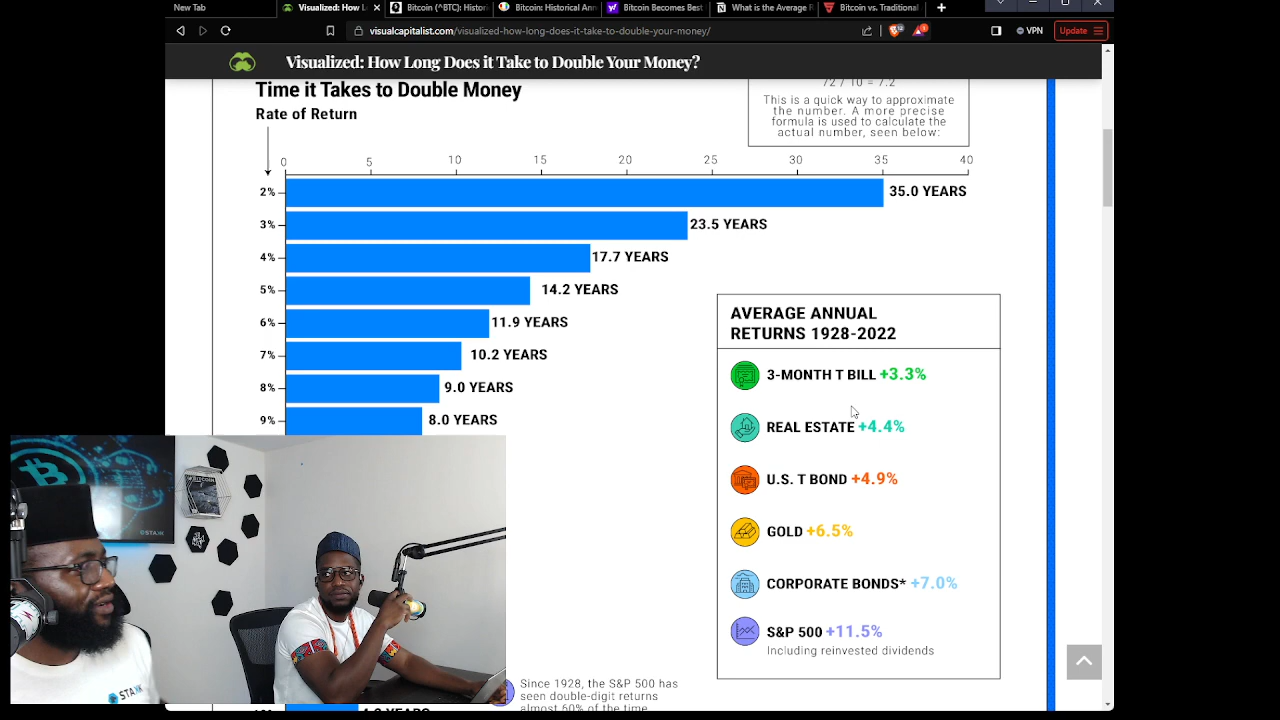 New Tab
Visualized: How L
Bitcoin (^BTC): Histori
Bitcoin: Historical Ann
Bitcoin Becomes Best
What is the Average R
Bitcoin vs. Traditional
visualcapitalist.com/visualized-how-long-does-it-take-to-double-your-money/
VPN
Update
Visualized: How Long Does it Take to Double Your Money?
Time it Takes to Double Money
Rate of Return
72 / 10 = 7.2
This is a quick way to approximate
the number. A more precise
formula is used to calculate the
actual number, seen below:
0 5 10 15 20 25 30 35 40
2% 35.0 YEARS
3% 23.5 YEARS
4% 17.7 YEARS
5% 14.2 YEARS
6% 11.9 YEARS
7% 10.2 YEARS
8% 9.0 YEARS
9% 8.0 YEARS
AVERAGE ANNUAL
RETURNS 1928-2022
3-MONTH T BILL +3.3%
REAL ESTATE +4.4%
U.S. T BOND +4.9%
GOLD +6.5%
CORPORATE BONDS* +7.0%
S&P 500 +11.5%
Including reinvested dividends
Since 1928, the S&P 500 has
seen double-digit returns
almost 60% of the time.
BITCOIN
STAXK